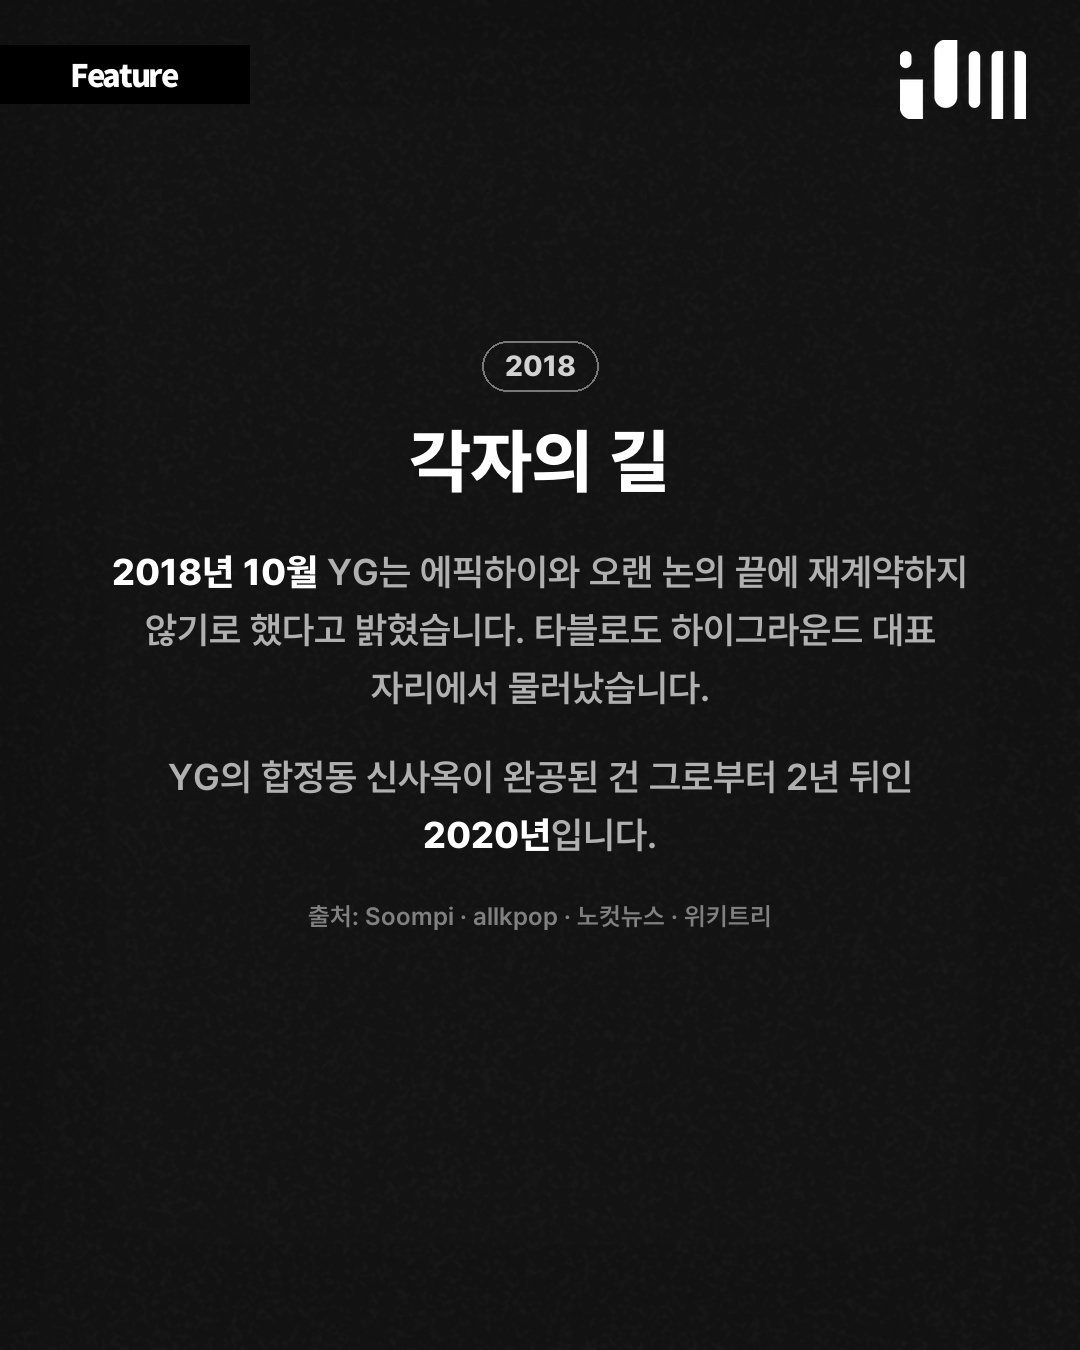 Feature
2018
각자의 길
2018년 10월 YG는 에픽하이와 오랜 논의 끝에 재계약하지
않기로 했다고 밝혔습니다. 타블로도 하이그라운드 대표
자리에서 물러났습니다.
YG의 합정동 신사옥이 완공된 건 그로부터 2년 뒤인
2020년입니다.
출처: Soompi · allkpop · 노컷뉴스 · 위키트리